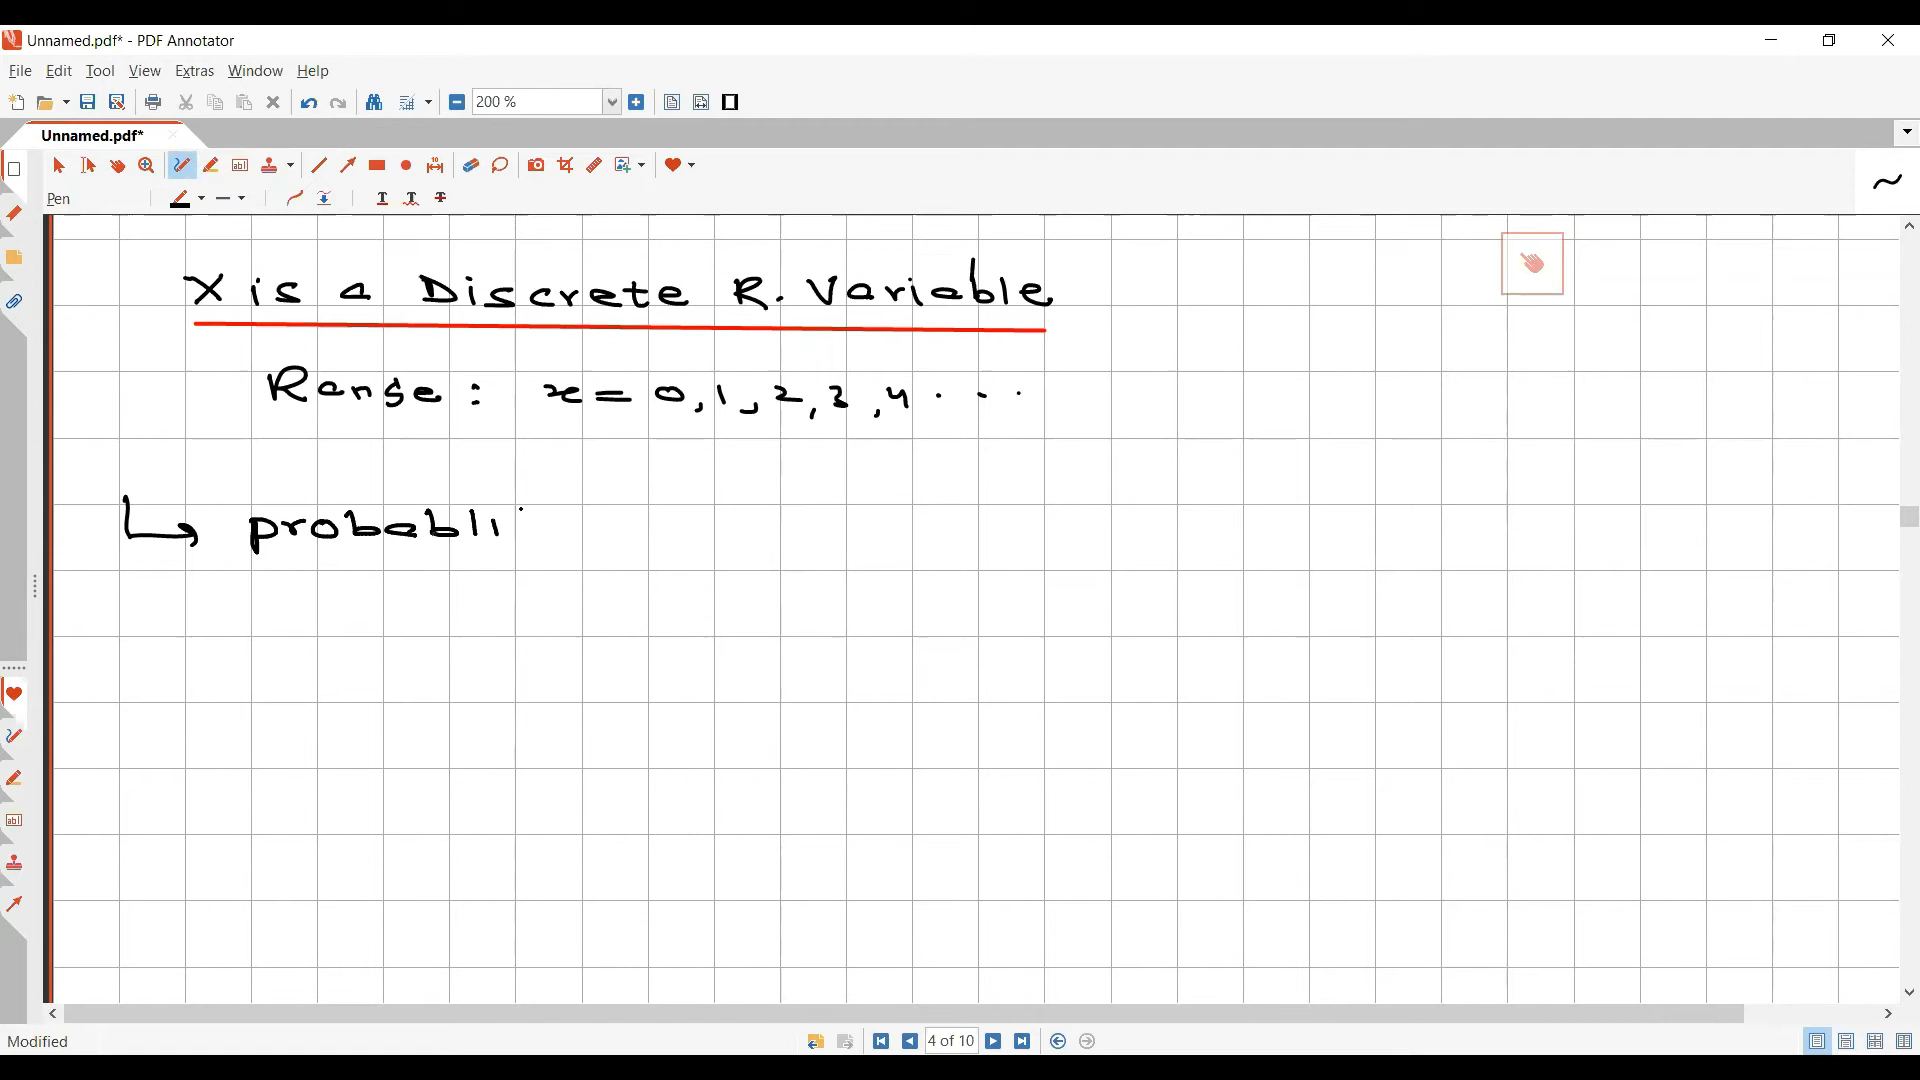 Unnamed.pdf* - PDF Annotator
File Edit Tool View Extras Window Help
200 %
Unnamed.pdf*
Pen
X is a Discrete R. Variable
Range : x = 0, 1, 2, 3, 4 . . .
↳ probabli
Modified
4 of 10